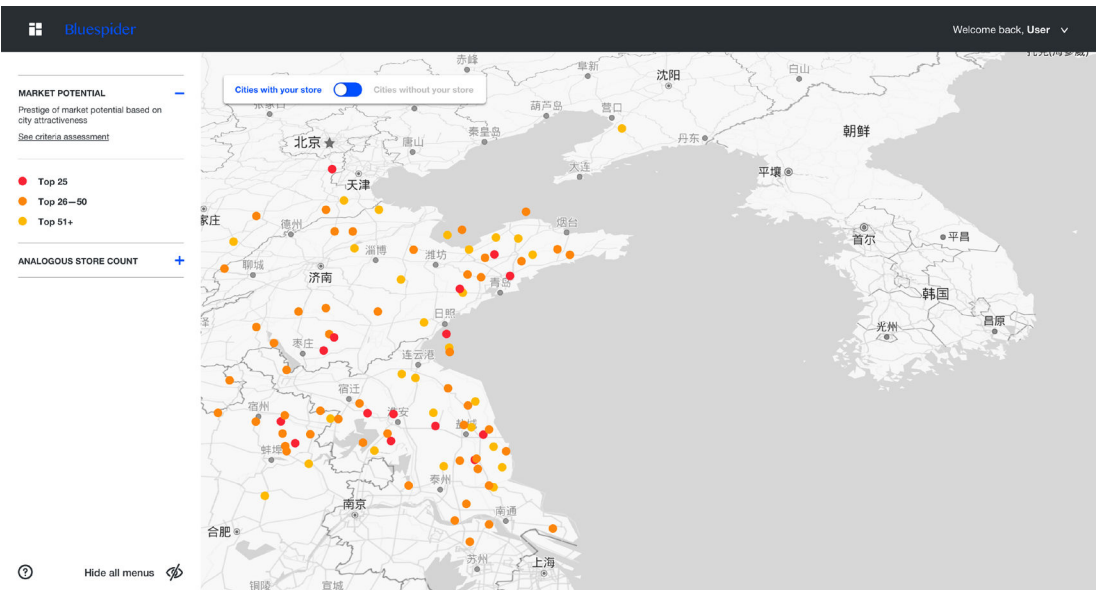 Bluespider
Welcome back, User
MARKET POTENTIAL
Prestige of market potential based on
city attractiveness
See criteria assessment
Top 25
Top 26—50
Top 51+
ANALOGOUS STORE COUNT
Hide all menus
Cities with your store
Cities without your store
赤峰
阜新
沈阳
白山
葫芦岛
营口
朝鲜
北京
唐山
秦皇岛
丹东
天津
大连
平壤
家庄
德州
烟台
首尔
平昌
聊城
淄博
潍坊
济南
青岛
韩国
日照
光州
昌原
枣庄
连云港
宿迁
宿州
蚌埠
泰州
南京
南通
合肥
苏州
上海
铜陵
宣城